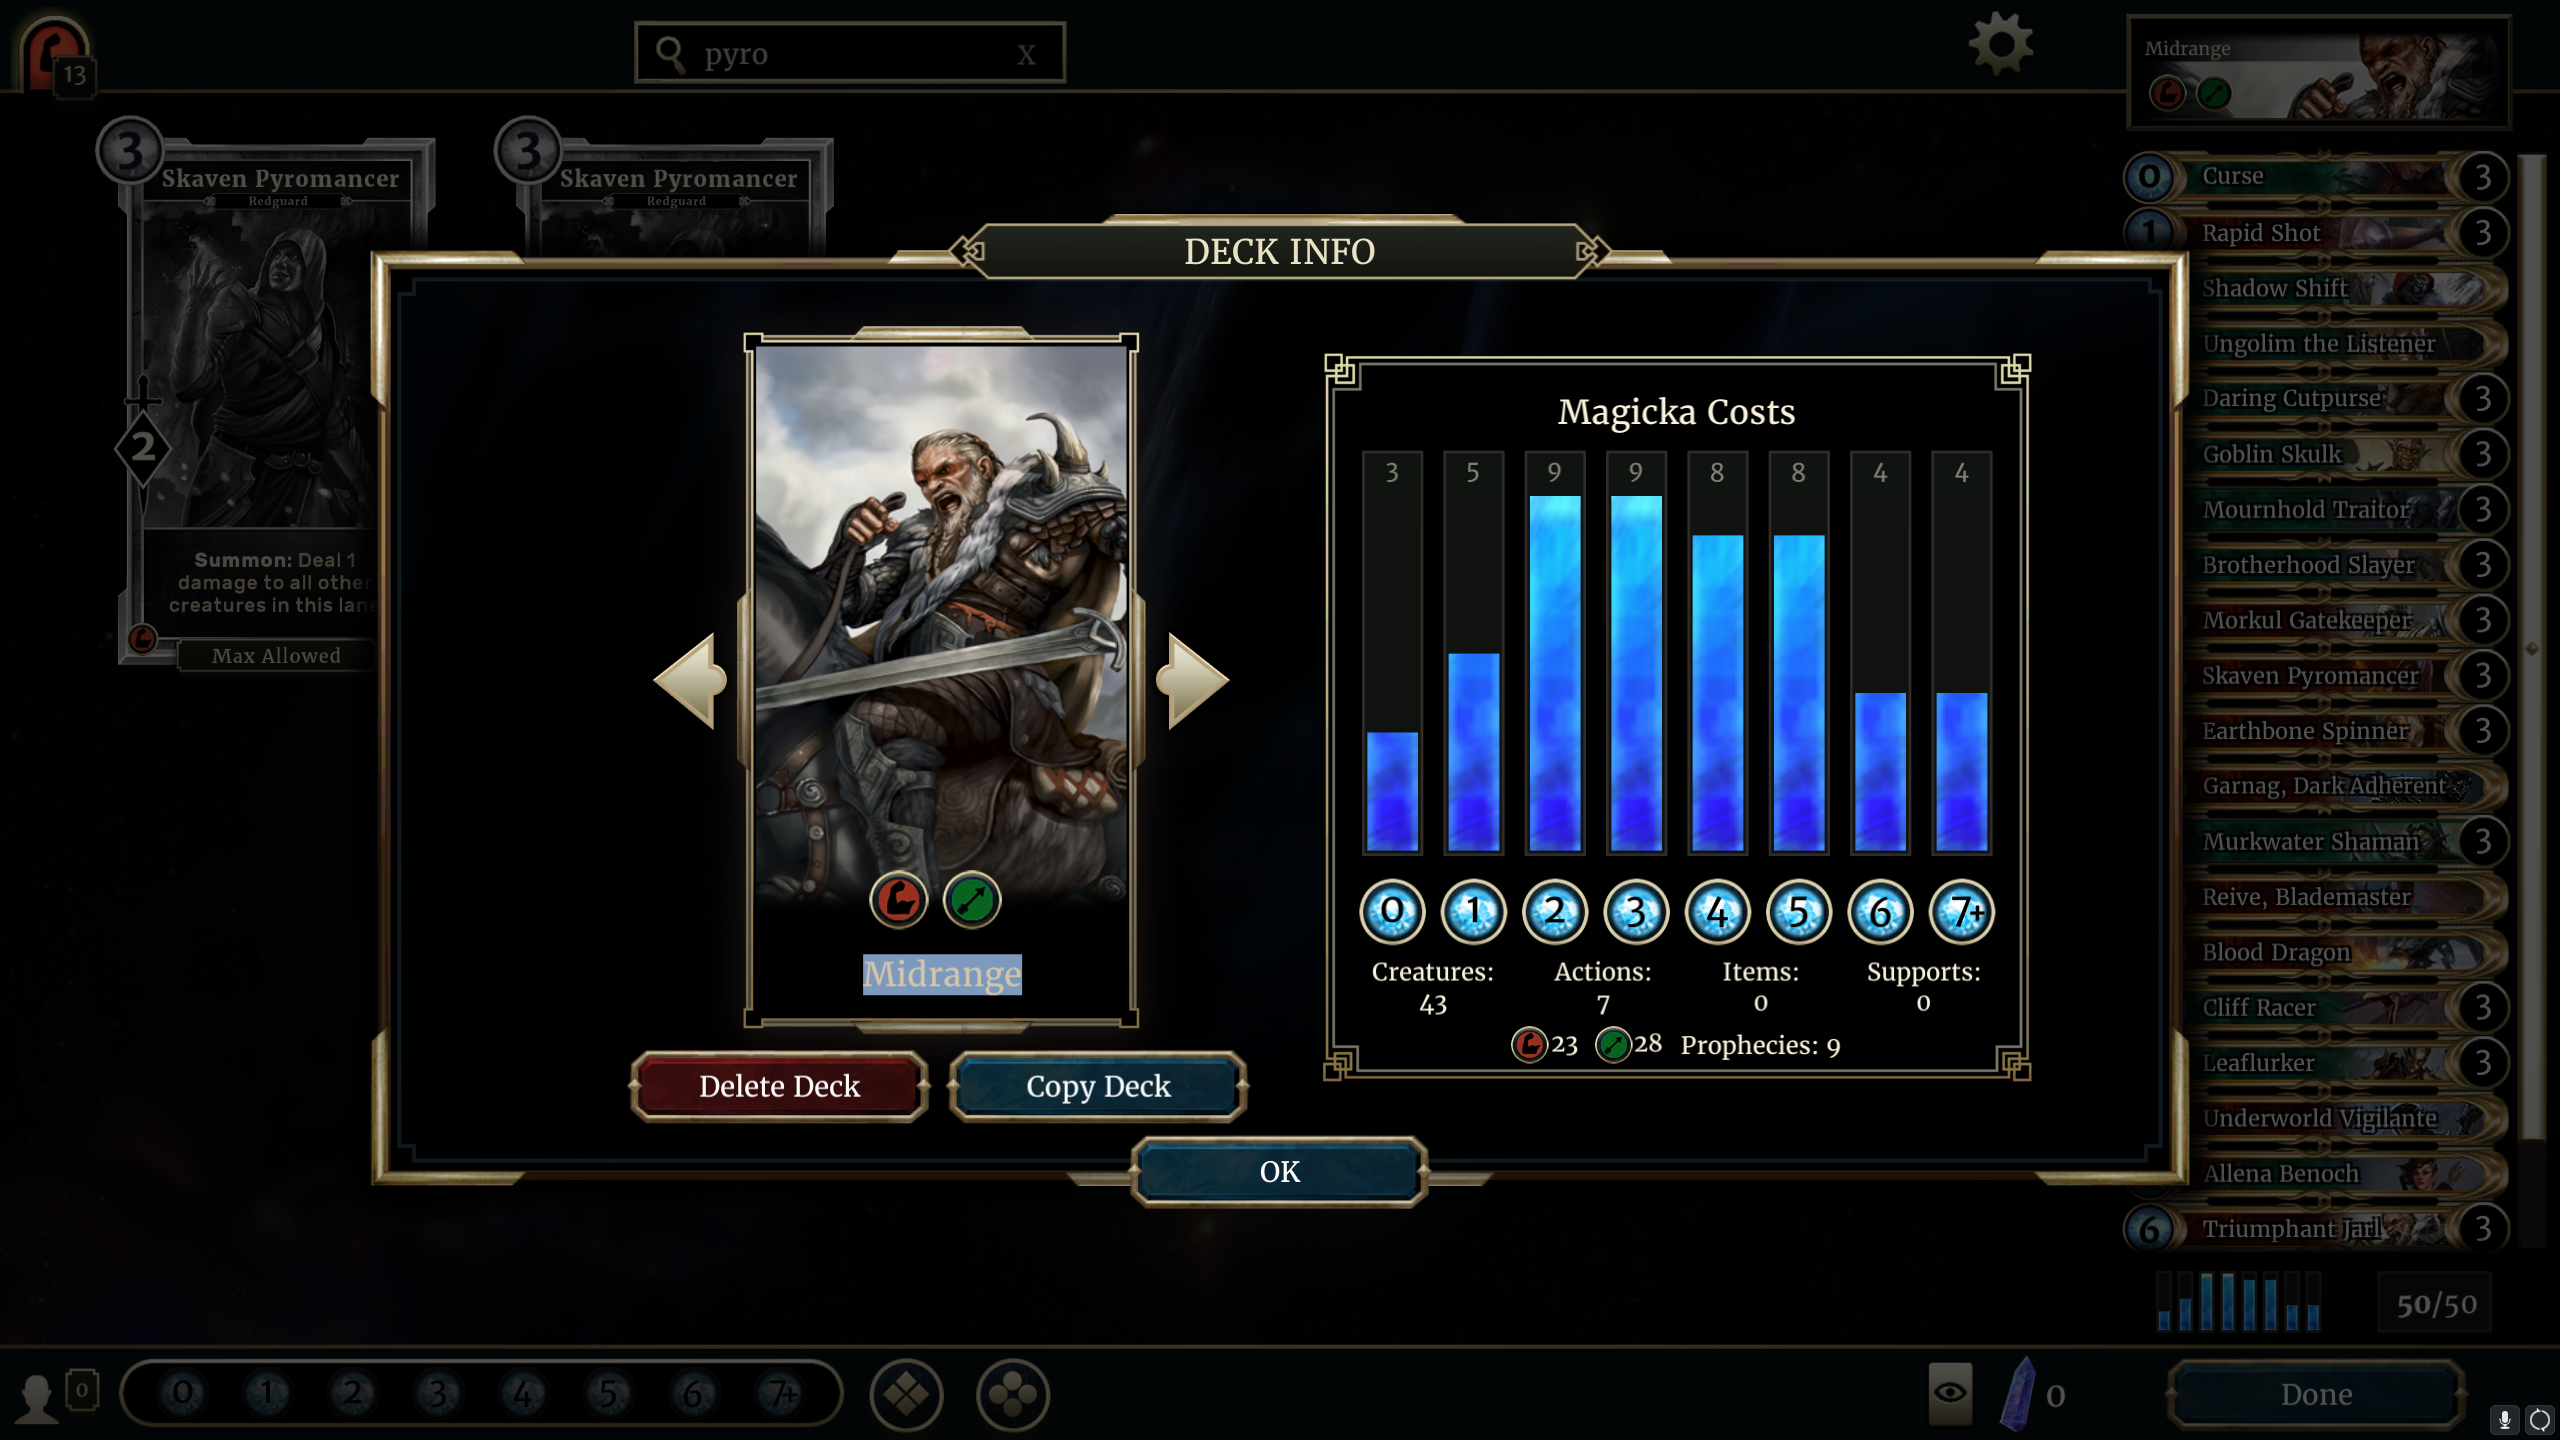 13
pyro
X
Midrange
3
Skaven Pyromancer
Redguard
2
Summon: Deal 1
damage to all other
creatures in this lane
Max Allowed
3
Skaven Pyromancer
Redguard
DECK INFO
Midrange
Delete Deck
Copy Deck
OK
Magicka Costs
3 5 9 9 8 8 4 4
0 1 2 3 4 5 6 7+
Creatures: Actions: Items: Supports:
43 7 0 0
23 28 Prophecies: 9
0 Curse 3
1 Rapid Shot 3
Shadow Shift
Ungolim the Listener
Daring Cutpurse 3
Goblin Skulk 3
Mournhold Traitor 3
Brotherhood Slayer 3
Morkul Gatekeeper 3
Skaven Pyromancer 3
Earthbone Spinner 3
Garnag, Dark Adherent
Murkwater Shaman 3
Reive, Blademaster
Blood Dragon
Cliff Racer 3
Leaflurker 3
Underworld Vigilante
Allena Benoch
6 Triumphant Jarl 3
50/50
0
0 1 2 3 4 5 6 7+
0
Done